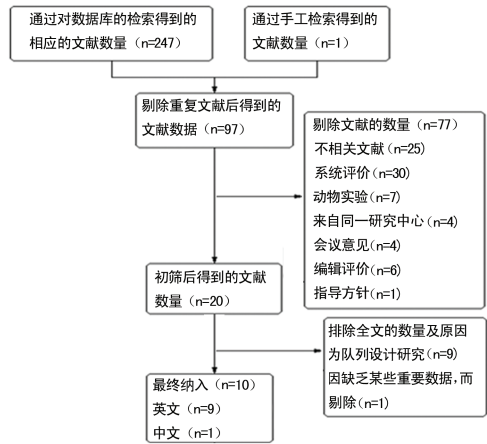 通过对数据库的检索得到的
相应的文献数量（n=247）
通过手工检索得到的
文献数量（n=1）
剔除重复文献后得到的
文献数据（n=97）
剔除文献的数量（n=77）
不相关文献(n=25)
系统评价(n=30)
动物实验(n=7)
来自同一研究中心(n=4)
会议意见(n=4)
编辑评价(n=6)
指导方针(n=1)
初筛后得到的文献
数量（n=20）
排除全文的数量及原因
为队列设计研究(n=9)
因缺乏某些重要数据,而
剔除(n=1)
最终纳入（n=10）
英文（n=9）
中文（n=1）